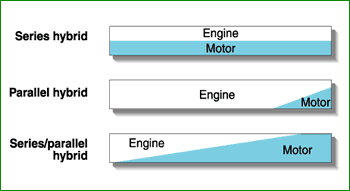 Series hybrid
Engine
Motor
Parallel hybrid
Engine
Motor
Series/parallel
hybrid
Engine
Motor